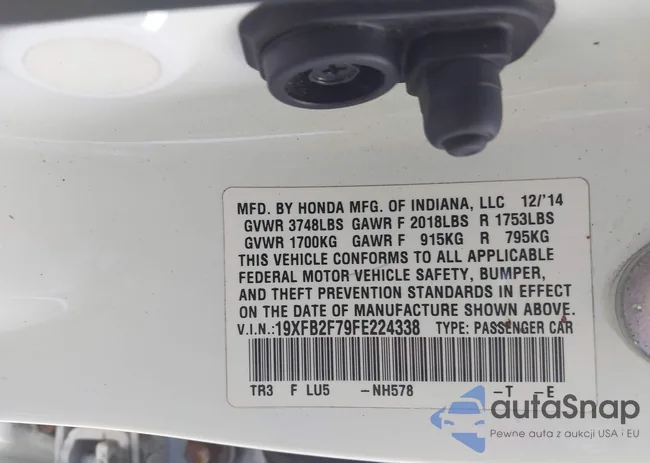 MFD. BY HONDA MFG. OF INDIANA, LLC 12/'14
GVWR 3748LBS GAWR F 2018LBS R 1753LBS
GVWR 1700KG GAWR F 915KG R 795KG
THIS VEHICLE CONFORMS TO ALL APPLICABLE
FEDERAL MOTOR VEHICLE SAFETY, BUMPER,
AND THEFT PREVENTION STANDARDS IN EFFECT
ON THE DATE OF MANUFACTURE SHOWN ABOVE.
V.I.N.:19XFB2F79FE224338 TYPE: PASSENGER CAR
TR3 F LU5 -NH578 -T -E
autaSnap
Pewne auta z aukcji USA i EU